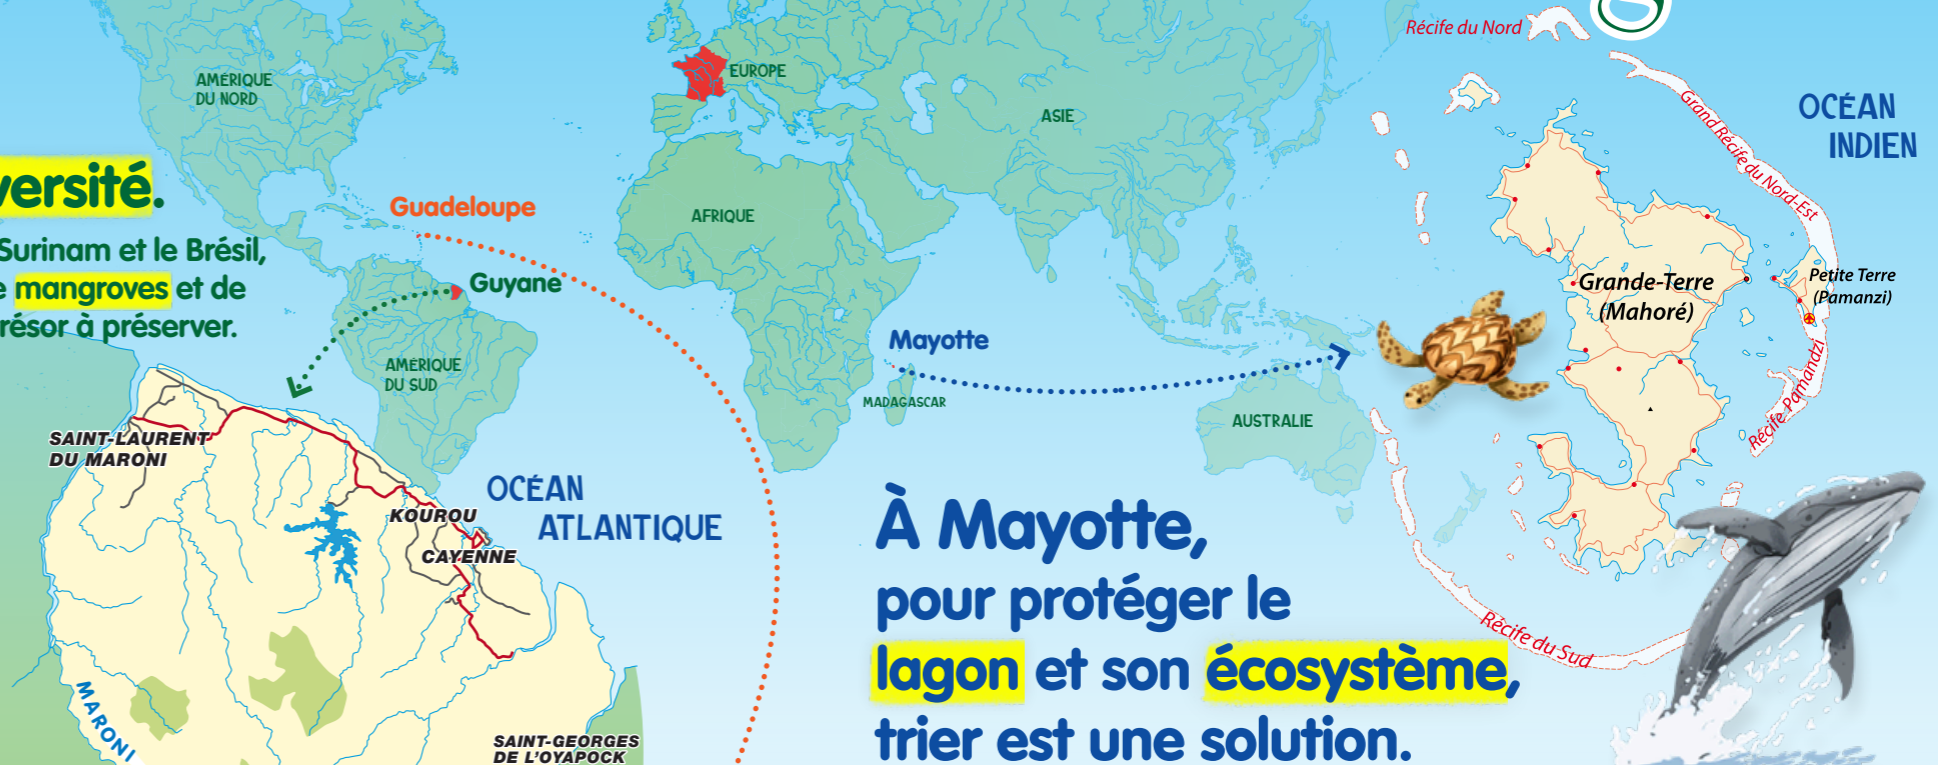 versité.
Surinam et le Brésil,
e mangroves et de
résor à préserver.
AMÉRIQUE
DU NORD
EUROPE
ASIE
AFRIQUE
Guadeloupe
Guyane
AMÉRIQUE
DU SUD
Mayotte
MADAGASCAR
AUSTRALIE
OCÉAN
ATLANTIQUE
SAINT-LAURENT
DU MARONI
KOUROU
CAYENNE
MARONI
SAINT-GEORGES
DE L'OYAPOCK
Récife du Nord
Grand Récife du Nord-Est
OCÉAN
INDIEN
Grande-Terre
(Mahoré)
Petite Terre
(Pamanzi)
Récife Pamandzi
Récife du Sud
À Mayotte,
pour protéger le
lagon et son écosystème,
trier est une solution.